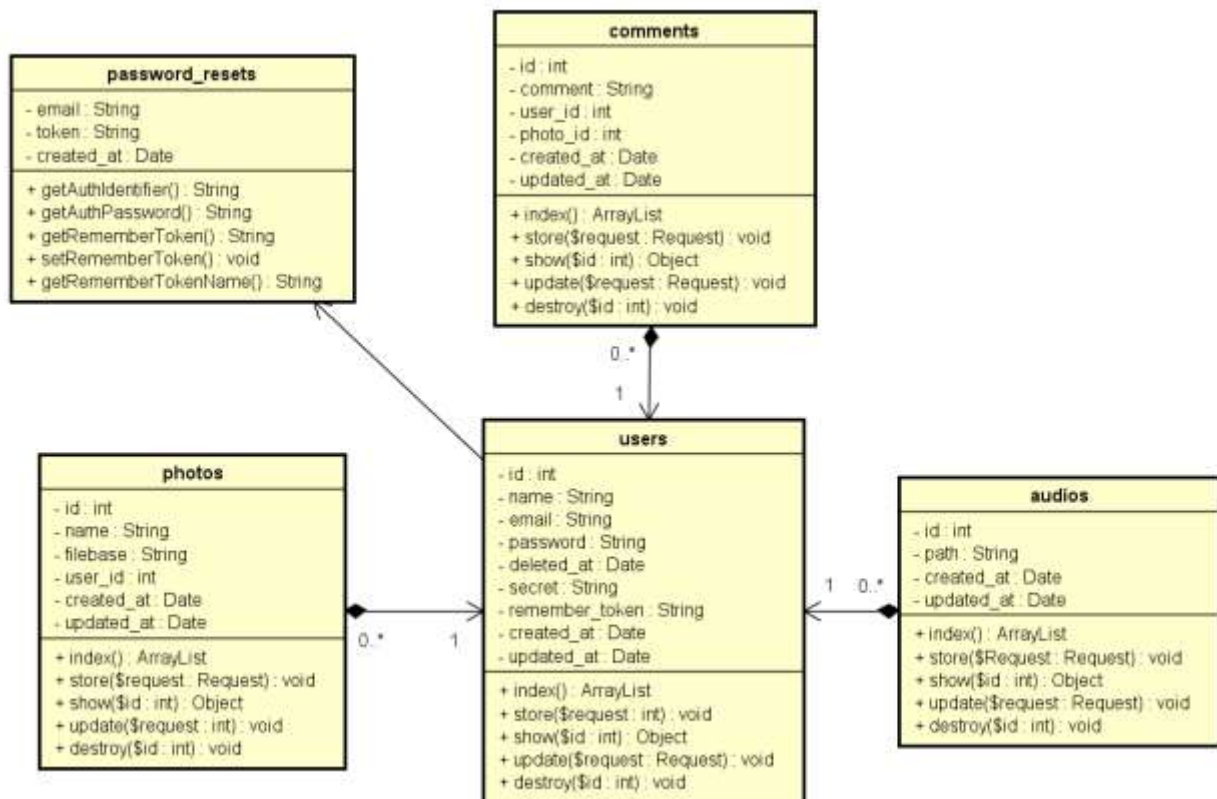 comments
- id : int
- comment : String
- user_id : int
- photo_id : int
- created_at : Date
- updated_at : Date
+ index() : ArrayList
+ store($request : Request) : void
+ show($id : int) : Object
+ update($request : Request) : void
+ destroy($id : int) : void
password_resets
- email : String
- token : String
- created_at : Date
+ getAuthIdentifier() : String
+ getAuthPassword() : String
+ getRememberToken() : String
+ setRememberToken() : void
+ getRememberTokenName() : String
0..*
1
photos
- id : int
- name : String
- filebase : String
- user_id : int
- created_at : Date
- updated_at : Date
+ index() : ArrayList
+ store($request : Request) : void
+ show($id : int) : Object
+ update($request : int) : void
+ destroy($id : int) : void
0..*
1
users
- id : int
- name : String
- email : String
- password : String
- deleted_at : Date
- secret : String
- remember_token : String
- created_at : Date
- updated_at : Date
+ index() : ArrayList
+ store($request : int) : void
+ show($id : int) : Object
+ update($request : Request) : void
+ destroy($id : int) : void
1
0..*
audios
- id : int
- path : String
- created_at : Date
- updated_at : Date
+ index() : ArrayList
+ store($Request : Request) : void
+ show($id : int) : Object
+ update($request : Request) : void
+ destroy($id : int) : void